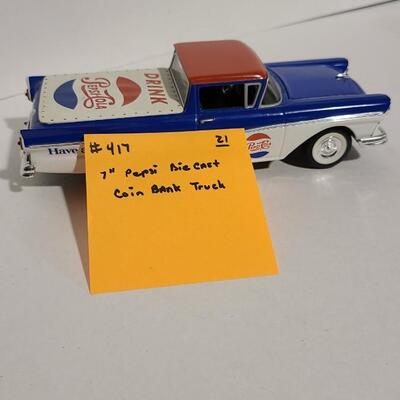 DRINK
PEPSI-COLA
Have a
Pepsi-Cola
#417
21
7" Pepsi Die Cast
Coin Bank Truck